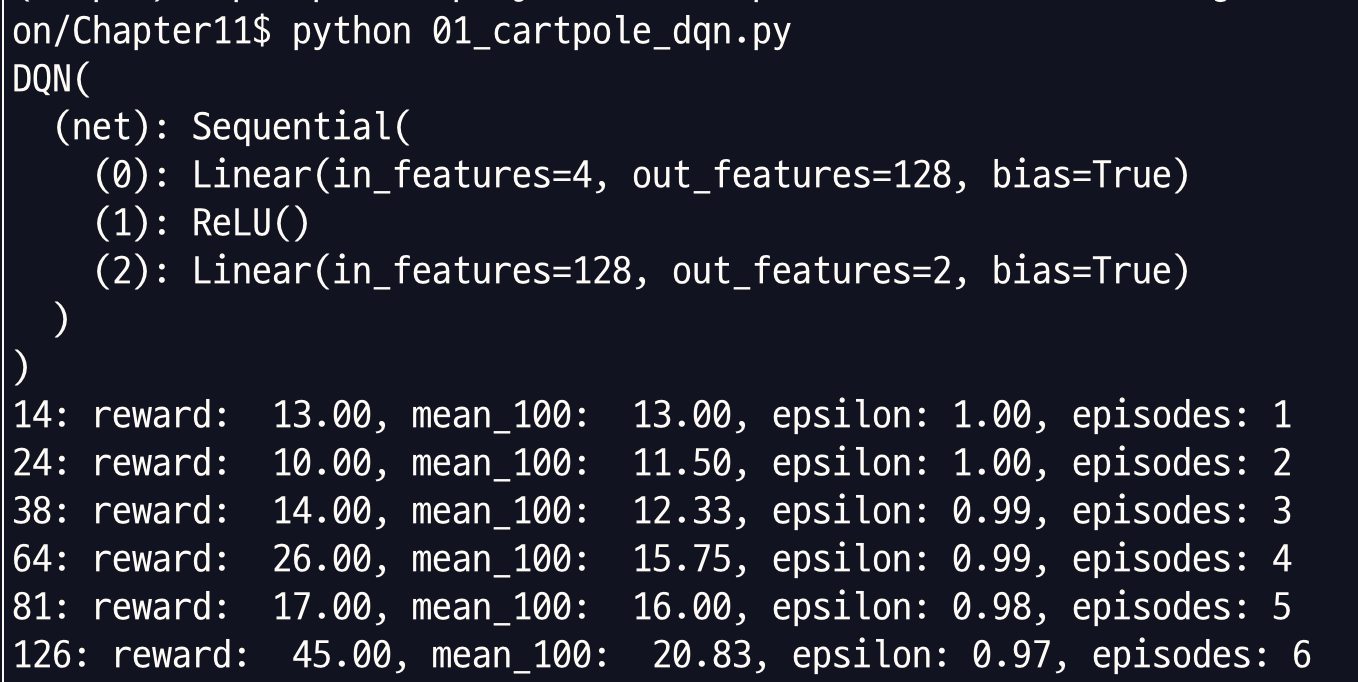 on/Chapter11$ python 01_cartpole_dqn.py
DQN(
  (net): Sequential(
    (0): Linear(in_features=4, out_features=128, bias=True)
    (1): ReLU()
    (2): Linear(in_features=128, out_features=2, bias=True)
  )
)
14: reward:  13.00, mean_100:  13.00, epsilon: 1.00, episodes: 1
24: reward:  10.00, mean_100:  11.50, epsilon: 1.00, episodes: 2
38: reward:  14.00, mean_100:  12.33, epsilon: 0.99, episodes: 3
64: reward:  26.00, mean_100:  15.75, epsilon: 0.99, episodes: 4
81: reward:  17.00, mean_100:  16.00, epsilon: 0.98, episodes: 5
126: reward:  45.00, mean_100:  20.83, epsilon: 0.97, episodes: 6